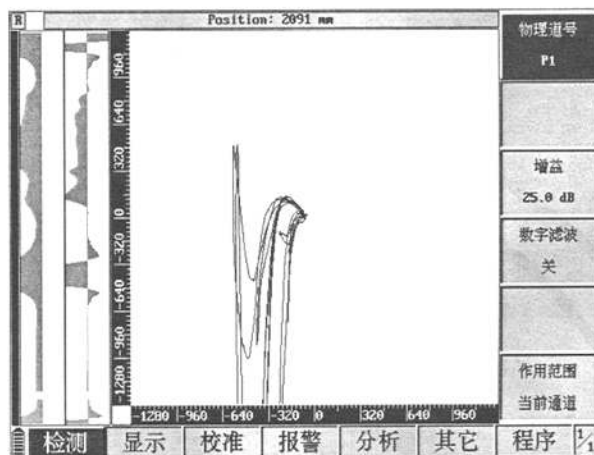 R
Position: 2091 mm
物理道号
P1
增益
25.0 dB
数字滤波
关
作用范围
当前通道
960
640
320
0
-320
-640
-960
-1280
-1280
-960
-640
-320
0
320
640
960
检测
显示
校准
报警
分析
其它
程序
1/1